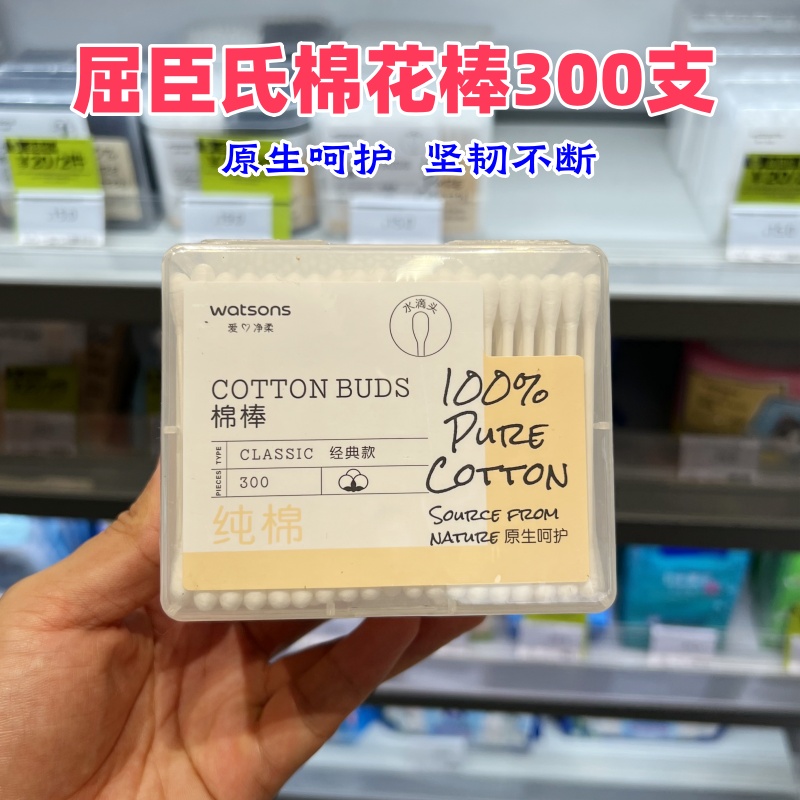 屈臣氏棉花棒300支
原生呵护 坚韧不断
watsons
爱♡净柔
水滴头
COTTON BUDS
棉棒
TYPE CLASSIC 经典款
PIECES 300
纯棉
100%
PURE
COTTON
SOURCE FROM
NATURE 原生呵护